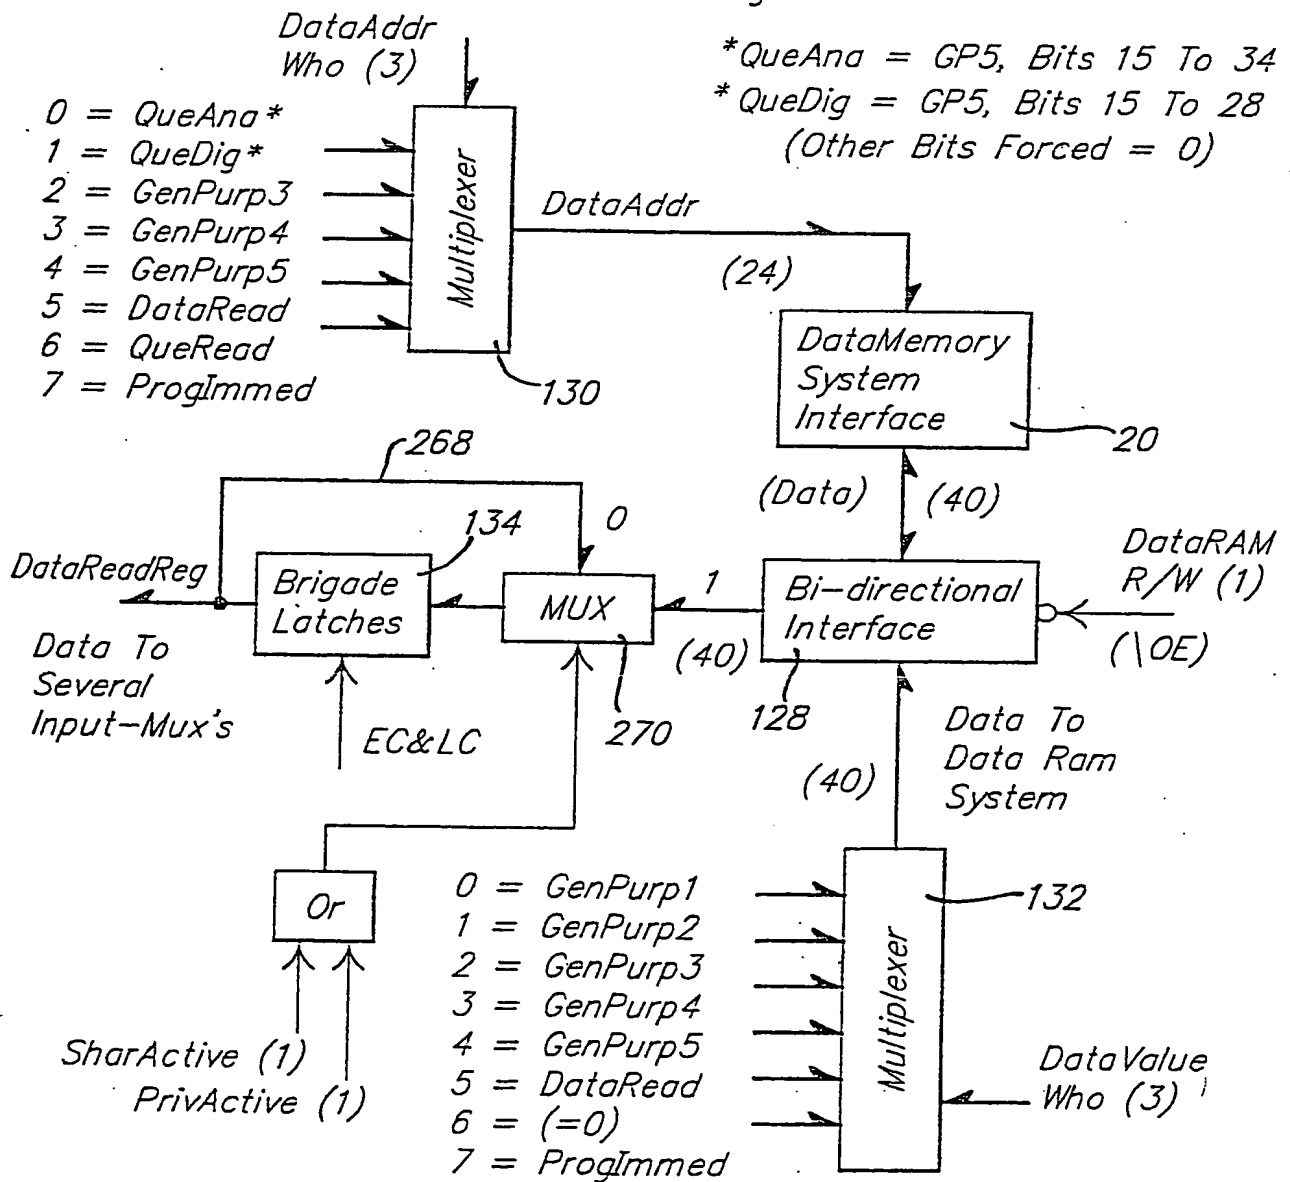 DataAddr
Who (3)
*QueAna = GP5, Bits 15 To 34
*QueDig = GP5, Bits 15 To 28
(Other Bits Forced = 0)
0 = QueAna*
1 = QueDig*
2 = GenPurp3
3 = GenPurp4
4 = GenPurp5
5 = DataRead
6 = QueRead
7 = ProgImmed
Multiplexer
130
DataAddr
(24)
DataMemory
System
Interface
20
268
(Data)
(40)
0
134
DataReadReg
Brigade
Latches
MUX
1
(40)
Bi-directional
Interface
DataRAM
R/W (1)
(\OE)
Data To
Several
Input-Mux's
EC&LC
270
128
Data To
Data Ram
System
(40)
Or
SharActive (1)
PrivActive (1)
0 = GenPurp1
1 = GenPurp2
2 = GenPurp3
3 = GenPurp4
4 = GenPurp5
5 = DataRead
6 = (=0)
7 = ProgImmed
Multiplexer
132
DataValue
Who (3)